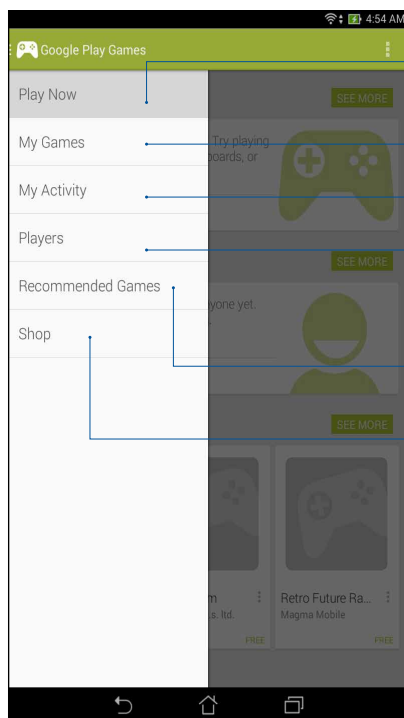 4:54 AM
Google Play Games
Play Now
SEE MORE
My Games
Try playing
boards, or
My Activity
Players
SEE MORE
Recommended Games
yone yet.
Shop
SEE MORE
m
Retro Future Ra...
s. ltd.
Magma Mobile
FREE
FREE